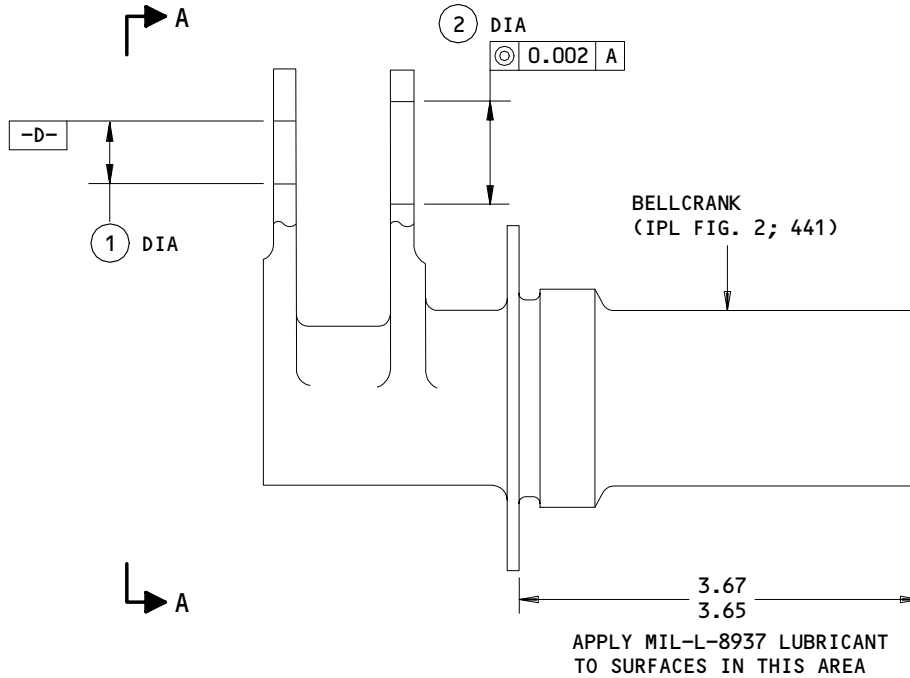 A
2 DIA
◎ 0.002 A
-D-
1 DIA
BELLCRANK
(IPL FIG. 2; 441)
A
3.67
3.65
APPLY MIL-L-8937 LUBRICANT
TO SURFACES IN THIS AREA